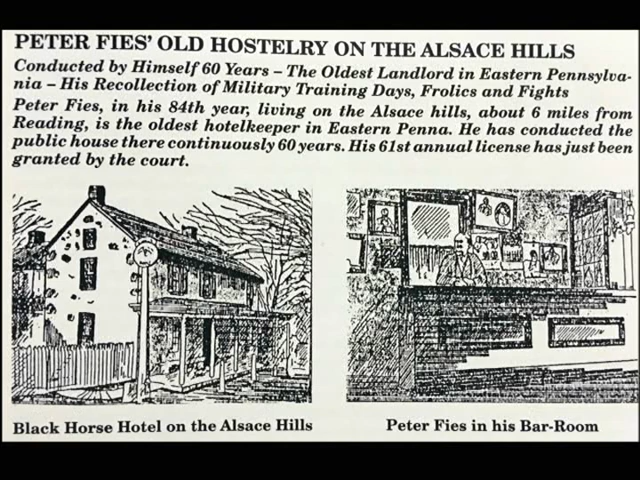 PETER FIES' OLD HOSTELRY ON THE ALSACE HILLS
Conducted by Himself 60 Years – The Oldest Landlord in Eastern Pennsylva-
nia – His Recollection of Military Training Days, Frolics and Fights
Peter Fies, in his 84th year, living on the Alsace hills, about 6 miles from
Reading, is the oldest hotelkeeper in Eastern Penna. He has conducted the
public house there continuously 60 years. His 61st annual license has just been
granted by the court.
Black Horse Hotel on the Alsace Hills
Peter Fies in his Bar-Room